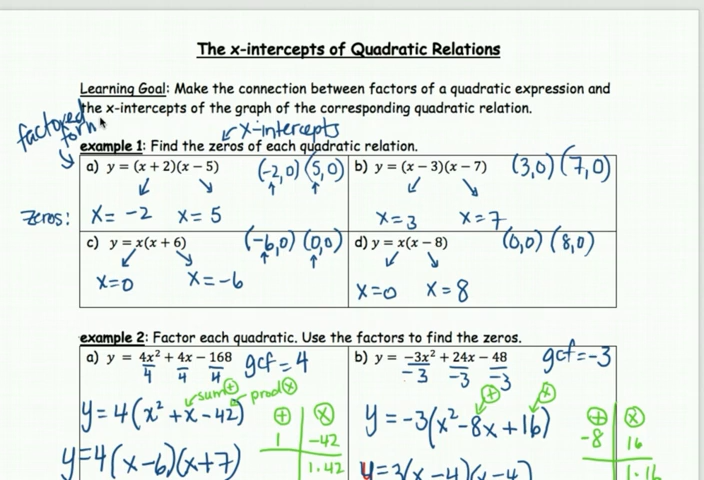 The x-intercepts of Quadratic Relations
Learning Goal: Make the connection between factors of a quadratic expression and
the x-intercepts of the graph of the corresponding quadratic relation.
factored
form
x-intercepts
example 1: Find the zeros of each quadratic relation.
a) y = (x + 2)(x − 5) (-2,0) (5,0)
zeros: x = -2 x = 5
b) y = (x − 3)(x − 7) (3,0) (7,0)
x=3 x=7
c) y = x(x + 6) (-6,0) (0,0)
x=0 x=-6
d) y = x(x − 8) (0,0) (8,0)
x=0 x=8
example 2: Factor each quadratic. Use the factors to find the zeros.
a) y = 4x² + 4x − 168 gcf = 4
4 4 4
sum + prod x
y = 4(x² + x - 42)
+ x
1 -42
1·42
y=4(x-6)(x+7)
b) y = −3x² + 24x − 48 gcf=-3
-3 -3 -3
+ x
y = -3(x²-8x+16)
+ x
-8 16
1·16
y=3(x-4)(x-4)